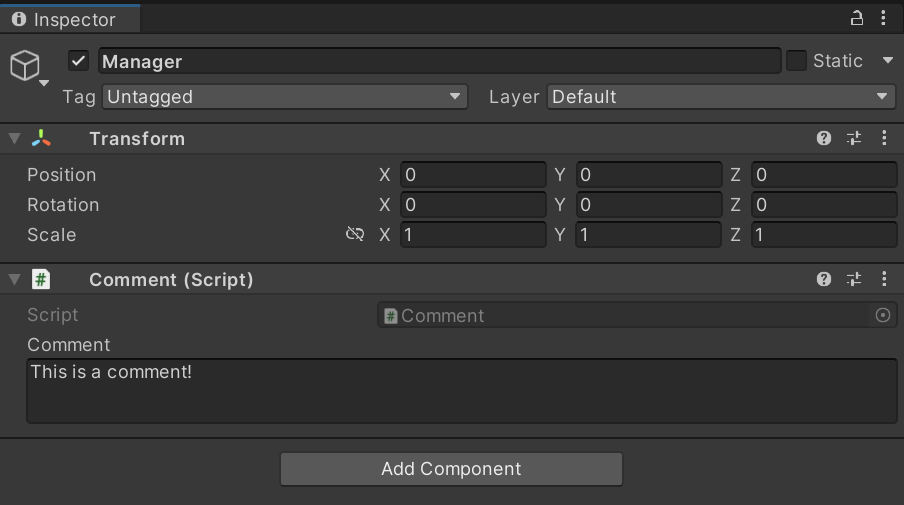 Inspector
Manager Static
Tag Untagged Layer Default
Transform
Position X 0 Y 0 Z 0
Rotation X 0 Y 0 Z 0
Scale X 1 Y 1 Z 1
# Comment (Script)
Script # Comment
Comment
This is a comment!
Add Component